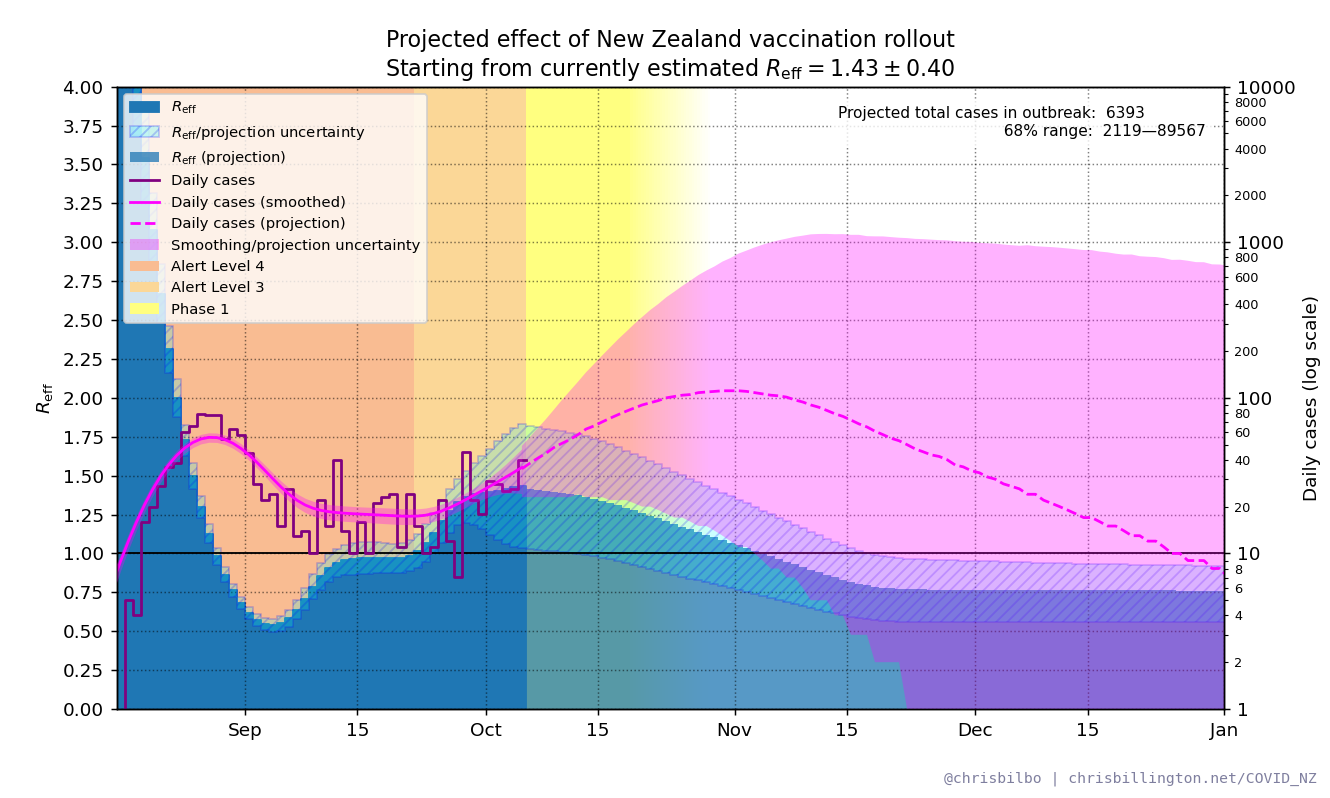 Projected effect of New Zealand vaccination rollout
Starting from currently estimated Reff = 1.43 ± 0.40
Projected total cases in outbreak: 6393
68% range: 2119—89567
Reff
Reff/projection uncertainty
Reff (projection)
Daily cases
Daily cases (smoothed)
Daily cases (projection)
Smoothing/projection uncertainty
Alert Level 4
Alert Level 3
Phase 1
Reff
4.00
3.75
3.50
3.25
3.00
2.75
2.50
2.25
2.00
1.75
1.50
1.25
1.00
0.75
0.50
0.25
0.00
Sep
15
Oct
15
Nov
15
Dec
15
Jan
10000
8000
6000
4000
2000
1000
800
600
400
200
100
80
60
40
20
10
8
6
4
2
1
Daily cases (log scale)
@chrisbilbo | chrisbillington.net/COVID_NZ